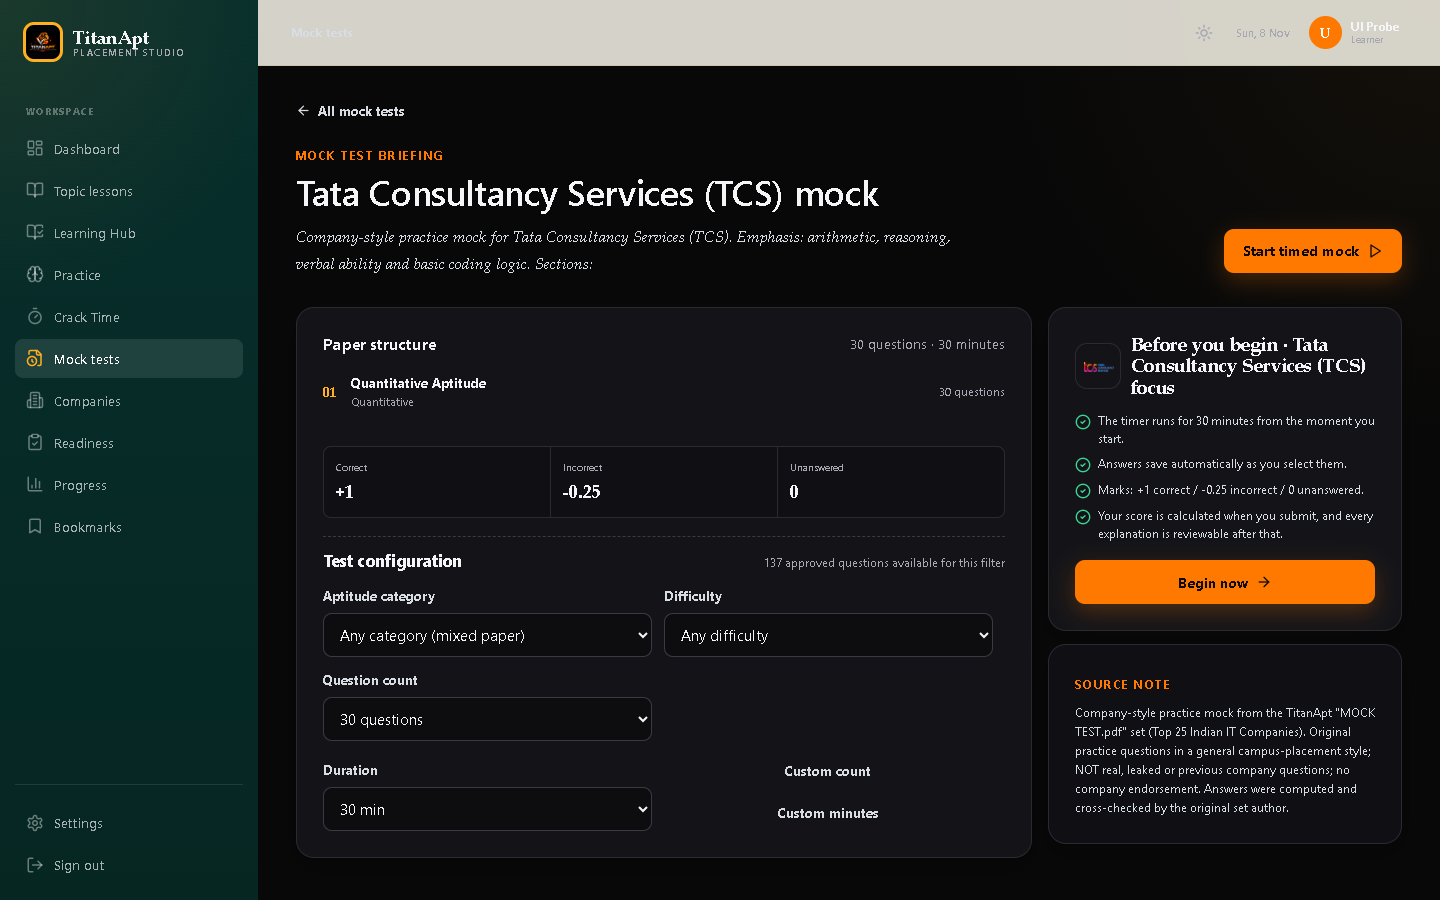 TitanApt
PLACEMENT STUDIO
WORKSPACE
Dashboard
Topic lessons
Learning Hub
Practice
Crack Time
Mock tests
Companies
Readiness
Progress
Bookmarks
Settings
Sign out
Mock tests
Sun, 8 Nov
U
UI Probe
Learner
All mock tests
MOCK TEST BRIEFING
Tata Consultancy Services (TCS) mock
Company-style practice mock for Tata Consultancy Services (TCS). Emphasis: arithmetic, reasoning,
verbal ability and basic coding logic. Sections:
Start timed mock
Paper structure
30 questions · 30 minutes
01
Quantitative Aptitude
Quantitative
30 questions
Correct
+1
Incorrect
-0.25
Unanswered
0
Test configuration
137 approved questions available for this filter
Aptitude category
Any category (mixed paper)
Difficulty
Any difficulty
Question count
30 questions
Duration
30 min
Custom count
Custom minutes
tcs
Before you begin · Tata
Consultancy Services (TCS)
focus
The timer runs for 30 minutes from the moment you
start.
Answers save automatically as you select them.
Marks: +1 correct / -0.25 incorrect / 0 unanswered.
Your score is calculated when you submit, and every
explanation is reviewable after that.
Begin now
SOURCE NOTE
Company-style practice mock from the TitanApt "MOCK
TEST.pdf" set (Top 25 Indian IT Companies). Original
practice questions in a general campus-placement style;
NOT real, leaked or previous company questions; no
company endorsement. Answers were computed and
cross-checked by the original set author.